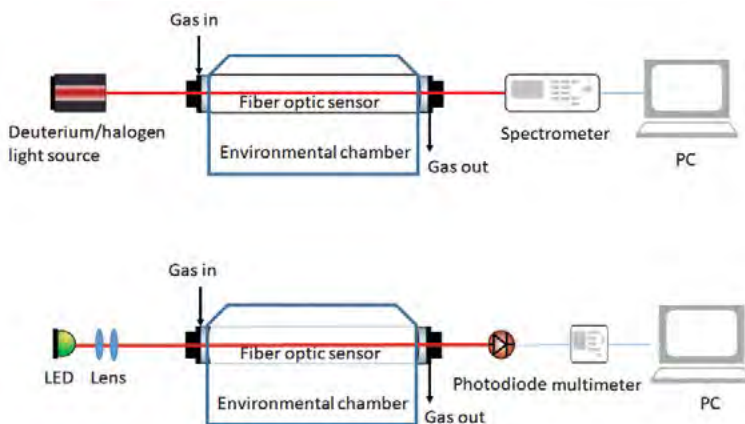 Gas in
Fiber optic sensor
Deuterium/halogen
light source
Environmental chamber
Gas out
Spectrometer
PC
Gas in
Fiber optic sensor
LED
Lens
Environmental chamber
Gas out
Photodiode
multimeter
PC